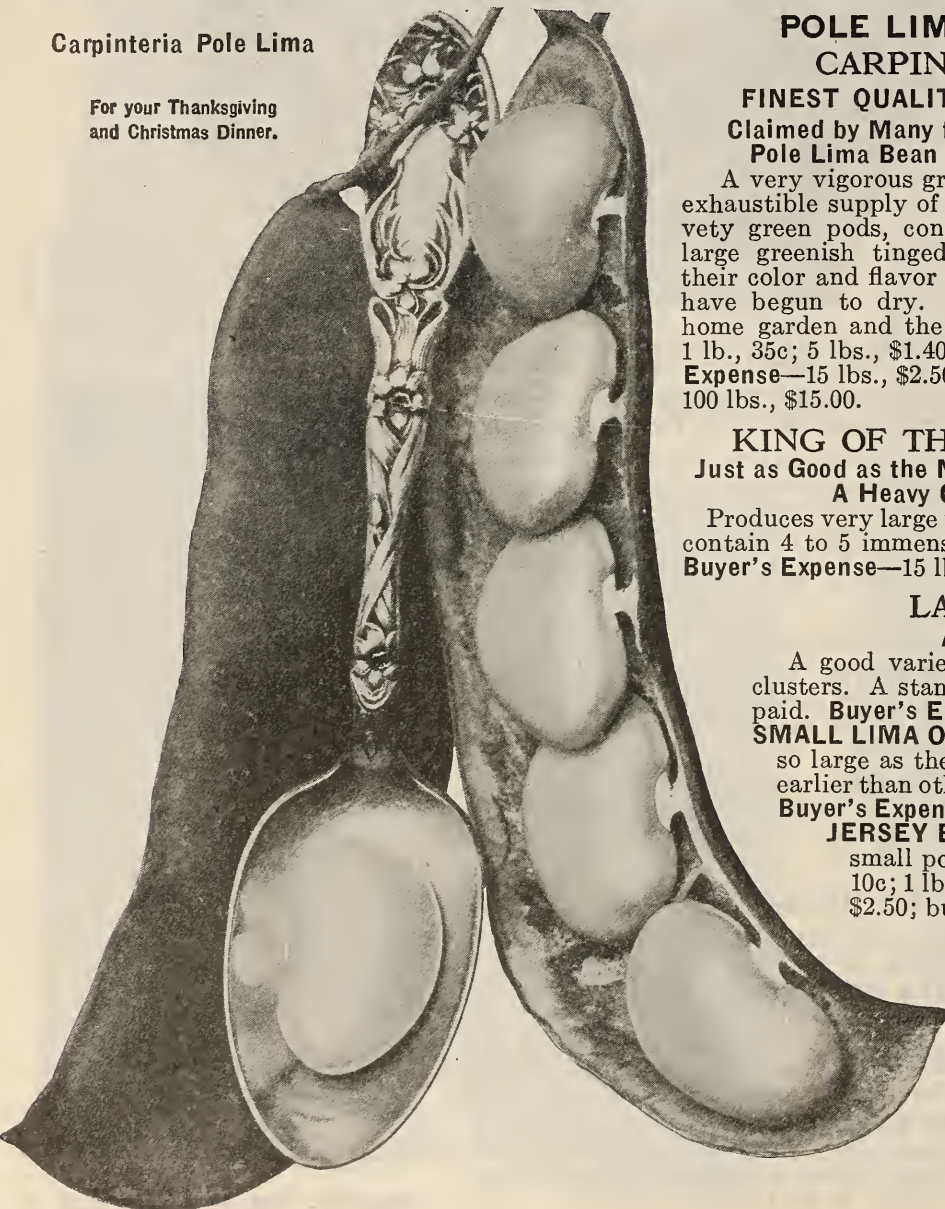 Carpinteria Pole Lima
For your Thanksgiving
and Christmas Dinner.
POLE LIM
CARPIN
FINEST QUALIT
Claimed by Many
Pole Lima Bean
A very vigorous gr
exhaustible supply of
vety green pods, con
large greenish tinged
their color and flavor
have begun to dry.
home garden and the
1 lb., 35c; 5 lbs., $1.40
Expense—15 lbs., $2.50
100 lbs., $15.00.
KING OF TH
Just as Good as the
A Heavy
Produces very large
contain 4 to 5 immens
Buyer's Expense—15 l
LA
A good varie
clusters. A stan
paid. Buyer's E
SMALL LIMA O
so large as the
earlier than ot
Buyer's Expen
JERSEY E
small po
10c; 1 lb
$2.50; bu